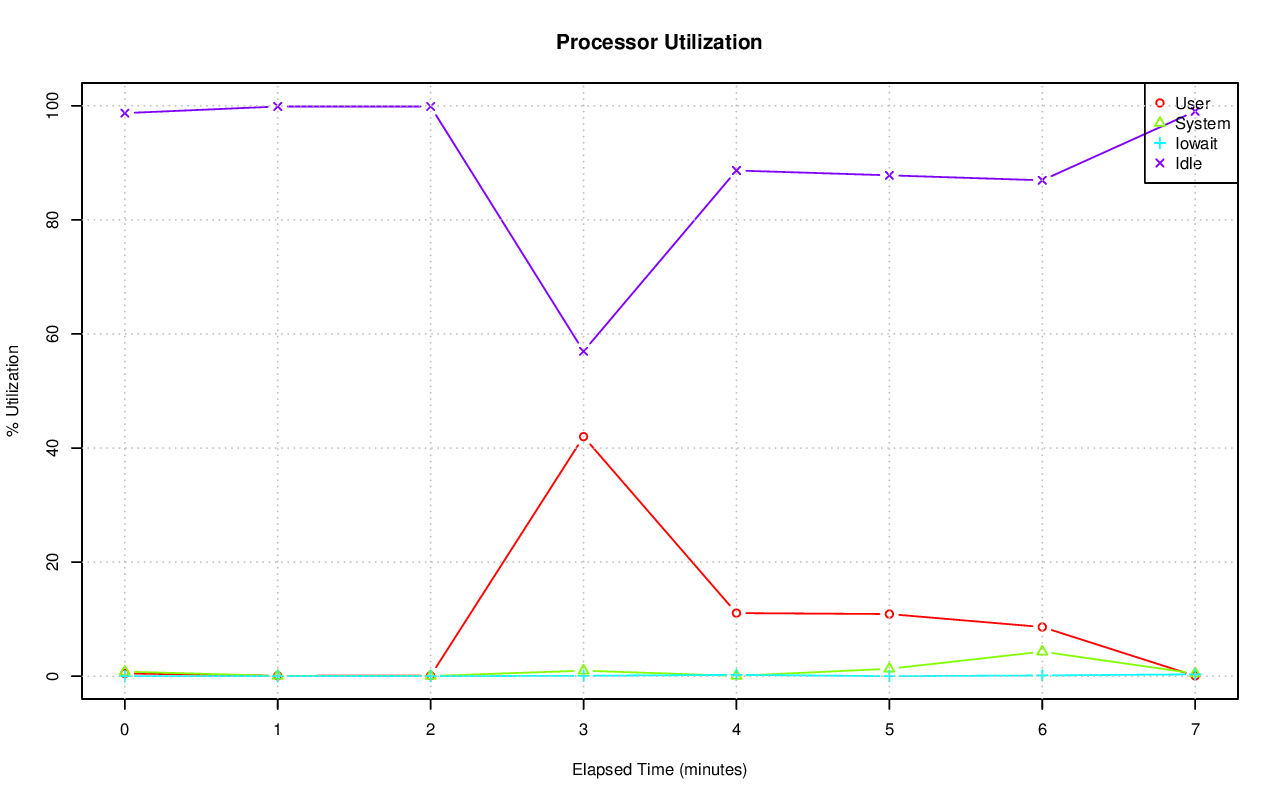 Processor Utilization
% Utilization
100
80
60
40
20
0
User
System
Iowait
Idle
0 1 2 3 4 5 6 7
Elapsed Time (minutes)